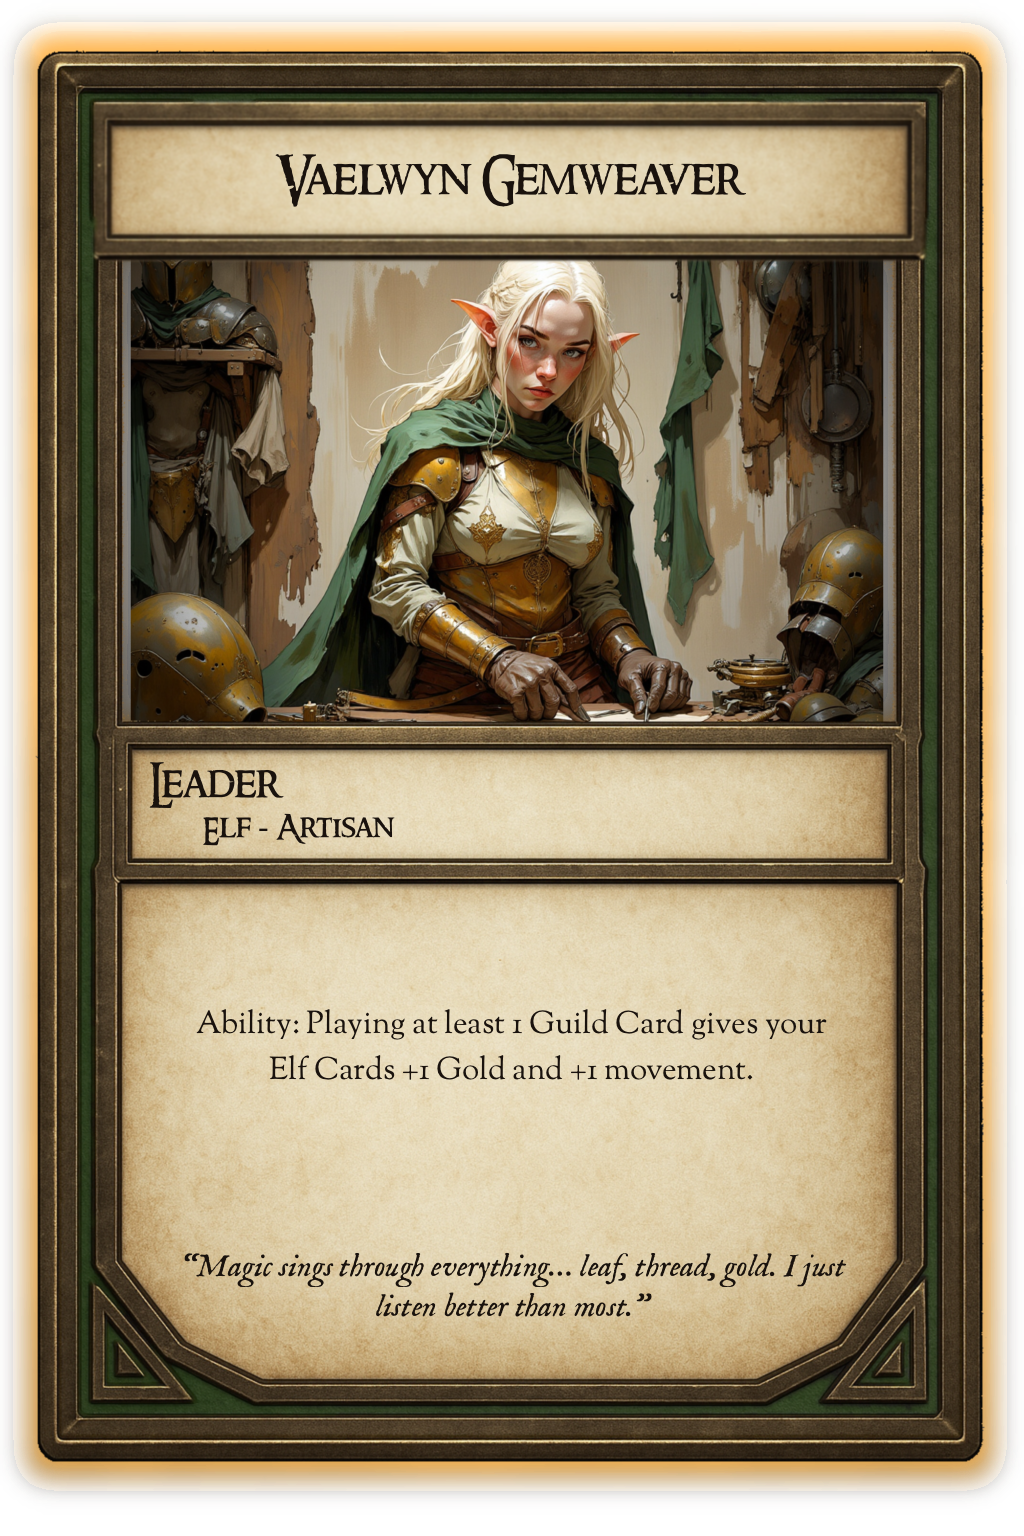 Vaelwyn Gemweaver
Leader
Elf - Artisan
Ability: Playing at least 1 Guild Card gives your
Elf Cards +1 Gold and +1 movement.
“Magic sings through everything... leaf, thread, gold. I just
listen better than most.”